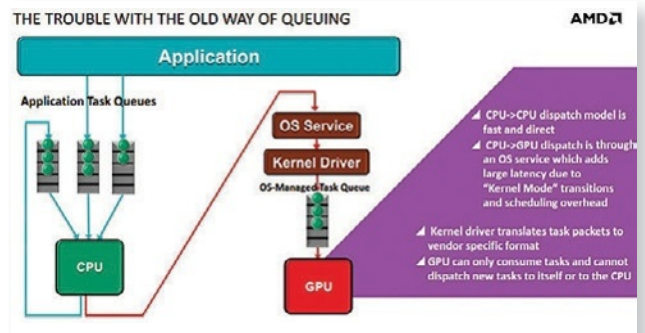 THE TROUBLE WITH THE OLD WAY OF QUEUING
AMD
Application
Application Task Queues
OS Service
Kernel Driver
OS-Managed Task Queue
CPU
GPU
CPU->CPU dispatch model is
fast and direct
CPU->GPU dispatch is through
an OS service which adds
large latency due to
"Kernel Mode" transitions
and scheduling overhead
Kernel driver translates task packets to
vendor specific format
GPU can only consume tasks and cannot
dispatch new tasks to itself or to the CPU